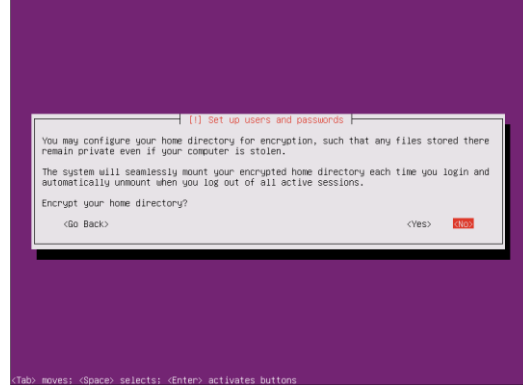 [!] Set up users and passwords
You may configure your home directory for encryption, such that any files stored there
remain private even if your computer is stolen.
The system will seamlessly mount your encrypted home directory each time you login and
automatically unmount when you log out of all active sessions.
Encrypt your home directory?
<Go Back> <Yes> <No>
<Tab> moves; <Space> selects; <Enter> activates buttons